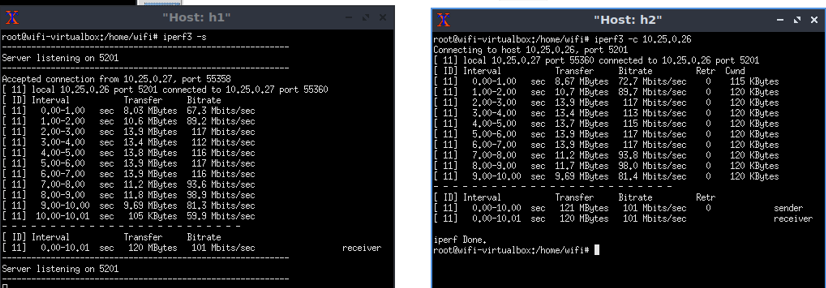 "Host: h1"
root@wifi-virtualbox:/home/wifi# iperf3 -s
-----------------------------------------------------------
Server listening on 5201
-----------------------------------------------------------
Accepted connection from 10.25.0.27, port 55358
[ 11] local 10.25.0.26 port 5201 connected to 10.25.0.27 port 55360
[ ID] Interval Transfer Bitrate
[ 11] 0.00-1.00 sec 8.03 MBytes 67.3 Mbits/sec
[ 11] 1.00-2.00 sec 10.6 MBytes 89.2 Mbits/sec
[ 11] 2.00-3.00 sec 13.9 MBytes 117 Mbits/sec
[ 11] 3.00-4.00 sec 13.4 MBytes 112 Mbits/sec
[ 11] 4.00-5.00 sec 13.8 MBytes 116 Mbits/sec
[ 11] 5.00-6.00 sec 13.9 MBytes 117 Mbits/sec
[ 11] 6.00-7.00 sec 13.9 MBytes 116 Mbits/sec
[ 11] 7.00-8.00 sec 11.2 MBytes 93.6 Mbits/sec
[ 11] 8.00-9.00 sec 11.8 MBytes 98.9 Mbits/sec
[ 11] 9.00-10.00 sec 9.69 MBytes 81.3 Mbits/sec
[ 11] 10.00-10.01 sec 105 KBytes 59.9 Mbits/sec
- - - - - - - - - - - - - - - - - - - - - - - - -
[ ID] Interval Transfer Bitrate
[ 11] 0.00-10.01 sec 120 MBytes 101 Mbits/sec receiver
-----------------------------------------------------------
Server listening on 5201
-----------------------------------------------------------
"Host: h2"
root@wifi-virtualbox:/home/wifi# iperf3 -c 10.25.0.26
Connecting to host 10.25.0.26, port 5201
[ 11] local 10.25.0.27 port 55360 connected to 10.25.0.26 port 5201
[ ID] Interval Transfer Bitrate Retr Cwnd
[ 11] 0.00-1.00 sec 8.67 MBytes 72.7 Mbits/sec 0 115 KBytes
[ 11] 1.00-2.00 sec 10.7 MBytes 89.7 Mbits/sec 0 120 KBytes
[ 11] 2.00-3.00 sec 13.9 MBytes 117 Mbits/sec 0 120 KBytes
[ 11] 3.00-4.00 sec 13.4 MBytes 113 Mbits/sec 0 120 KBytes
[ 11] 4.00-5.00 sec 13.7 MBytes 115 Mbits/sec 0 120 KBytes
[ 11] 5.00-6.00 sec 13.9 MBytes 117 Mbits/sec 0 120 KBytes
[ 11] 6.00-7.00 sec 13.9 MBytes 117 Mbits/sec 0 120 KBytes
[ 11] 7.00-8.00 sec 11.2 MBytes 93.8 Mbits/sec 0 120 KBytes
[ 11] 8.00-9.00 sec 11.7 MBytes 98.0 Mbits/sec 0 120 KBytes
[ 11] 9.00-10.00 sec 9.69 MBytes 81.4 Mbits/sec 0 120 KBytes
- - - - - - - - - - - - - - - - - - - - - - - - -
[ ID] Interval Transfer Bitrate Retr
[ 11] 0.00-10.00 sec 121 MBytes 101 Mbits/sec 0 sender
[ 11] 0.00-10.01 sec 120 MBytes 101 Mbits/sec receiver
iperf Done.
root@wifi-virtualbox:/home/wifi#